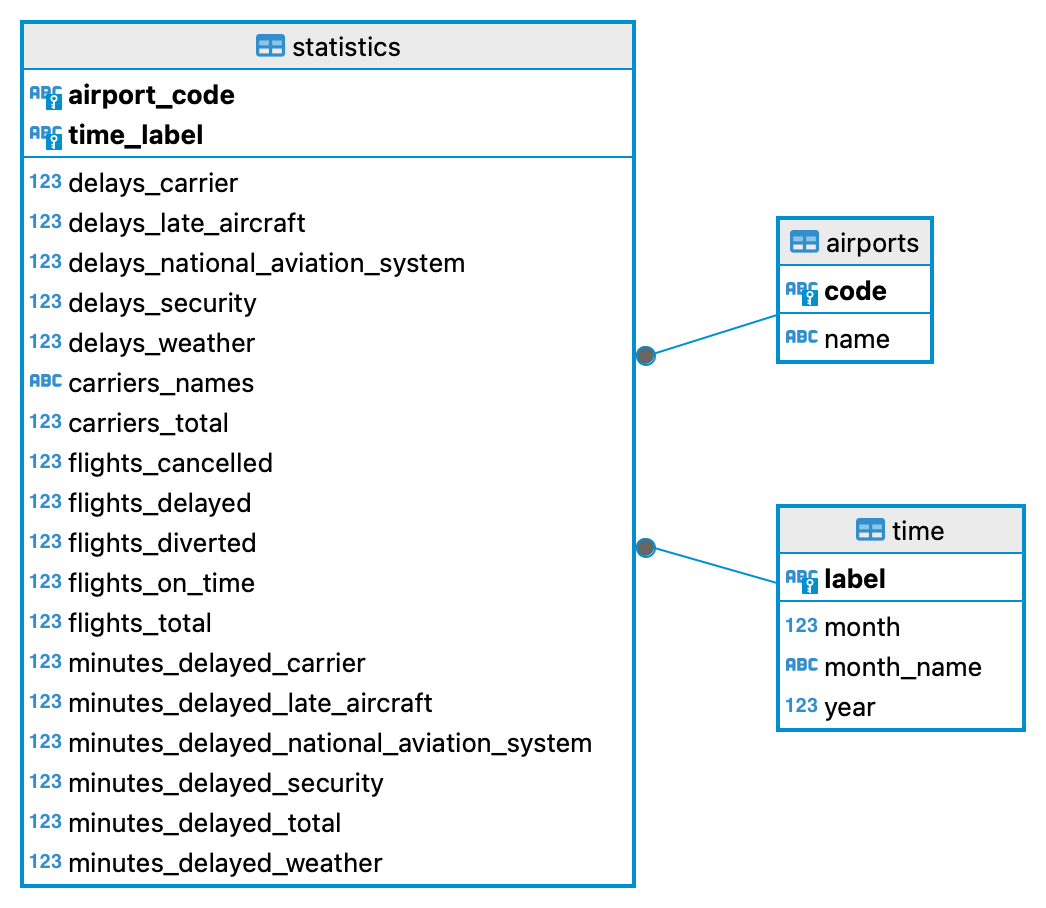 statistics
ABC airport_code
ABC time_label
123 delays_carrier
123 delays_late_aircraft
123 delays_national_aviation_system
123 delays_security
123 delays_weather
ABC carriers_names
123 carriers_total
123 flights_cancelled
123 flights_delayed
123 flights_diverted
123 flights_on_time
123 flights_total
123 minutes_delayed_carrier
123 minutes_delayed_late_aircraft
123 minutes_delayed_national_aviation_system
123 minutes_delayed_security
123 minutes_delayed_total
123 minutes_delayed_weather
airports
ABC code
ABC name
time
ABC label
123 month
ABC month_name
123 year